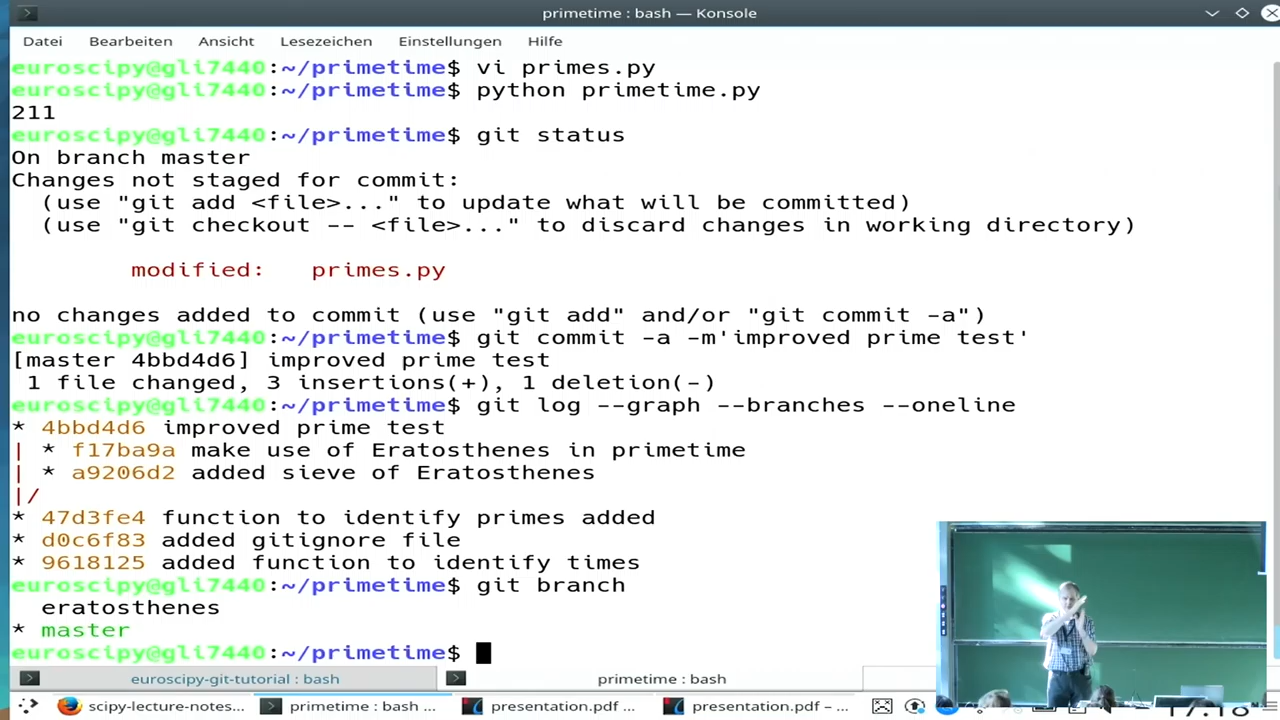 primetime : bash — Konsole
Datei Bearbeiten Ansicht Lesezeichen Einstellungen Hilfe
euroscipy@gli7440:~/primetime$ vi primes.py
euroscipy@gli7440:~/primetime$ python primetime.py
211
euroscipy@gli7440:~/primetime$ git status
On branch master
Changes not staged for commit:
(use "git add <file>..." to update what will be committed)
(use "git checkout -- <file>..." to discard changes in working directory)
modified: primes.py
no changes added to commit (use "git add" and/or "git commit -a")
euroscipy@gli7440:~/primetime$ git commit -a -m'improved prime test'
[master 4bbd4d6] improved prime test
1 file changed, 3 insertions(+), 1 deletion(-)
euroscipy@gli7440:~/primetime$ git log --graph --branches --oneline
* 4bbd4d6 improved prime test
| * f17ba9a make use of Eratosthenes in primetime
| * a9206d2 added sieve of Eratosthenes
|/
* 47d3fe4 function to identify primes added
* d0c6f83 added gitignore file
* 9618125 added function to identify times
euroscipy@gli7440:~/primetime$ git branch
eratosthenes
* master
euroscipy@gli7440:~/primetime$
euroscipy-git-tutorial : bash primetime : bash
scipy-lecture-notes... primetime : bash ... presentation.pdf ... presentation.pdf – ...